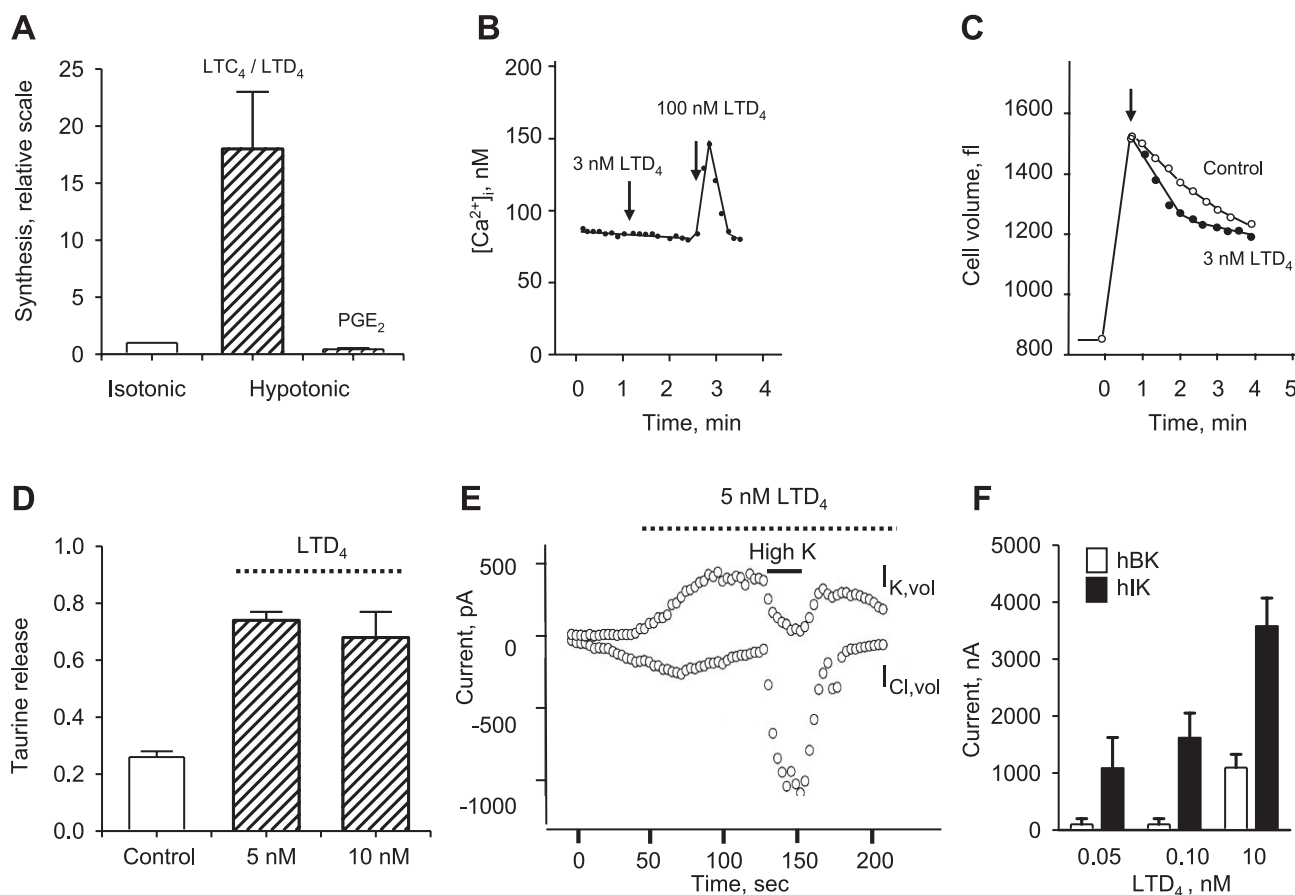 A
LTC4 / LTD4
25
20
15
10
5
0
Synthesis, relative scale
PGE2
Isotonic
Hypotonic
B
200
150
100
50
0
[Ca2+]i, nM
3 nM LTD4
100 nM LTD4
0 1 2 3 4
Time, min
C
1600
1400
1200
1000
800
Cell volume, fl
Control
3 nM LTD4
0 1 2 3 4 5
Time, min
D
1.0
0.8
0.6
0.4
0.2
0.0
Taurine release
LTD4
Control 5 nM 10 nM
E
5 nM LTD4
High K
500
0
-500
-1000
Current, pA
IK,vol
ICl,vol
0 50 100 150 200
Time, sec
F
5000
4000
3000
2000
1000
0
Current, nA
hBK
hIK
0.05 0.10 10
LTD4 , nM